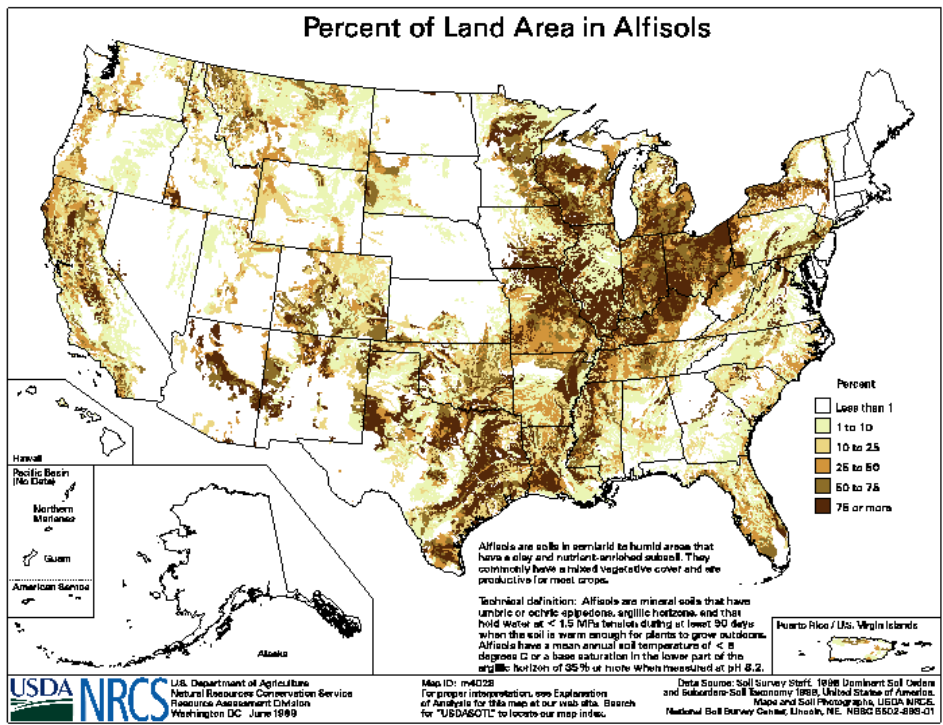 Percent of Land Area in Alfisols
Percent
Less than 1
1 to 10
10 to 25
25 to 50
50 to 75
75 or more
Hawaii
Pacific Basin
(No Data)
Northern
Marianas
Guam
American Samoa
Alaska
Alfisols are soils in semiarid to humid areas that
have a clay and nutrient-enriched subsoil. They
commonly have a mixed vegetative cover and are
productive for most crops.
Technical definition: Alfisols are mineral soils that have
umbric or ochric epipedons, argillic horizons, and that
hold water at < 1.5 MPa tension during at least 90 days
when the soil is warm enough for plants to grow outdoors.
Alfisols have a mean annual soil temperature of < 8
degrees C or a base saturation in the lower part of the
argillic horizon of 35% or more when measured at pH 8.2.
Puerto Rico / U.S. Virgin Islands
USDA
NRCS
U.S. Department of Agriculture
Natural Resources Conservation Service
Resource Assessment Division
Washington DC June 1999
Map ID: m4028
For proper interpretation, see Explanation
of Analysis for this map at our web site. Search
for "USDASOTL" to locate our map index.
Data Source: Soil Survey Staff. 1998 Dominant Soil Orders
and Suborders-Soil Taxonomy 1998, United States of America.
Maps and Soil Photographs, USDA NRCS.
National Soil Survey Center, Lincoln, NE.